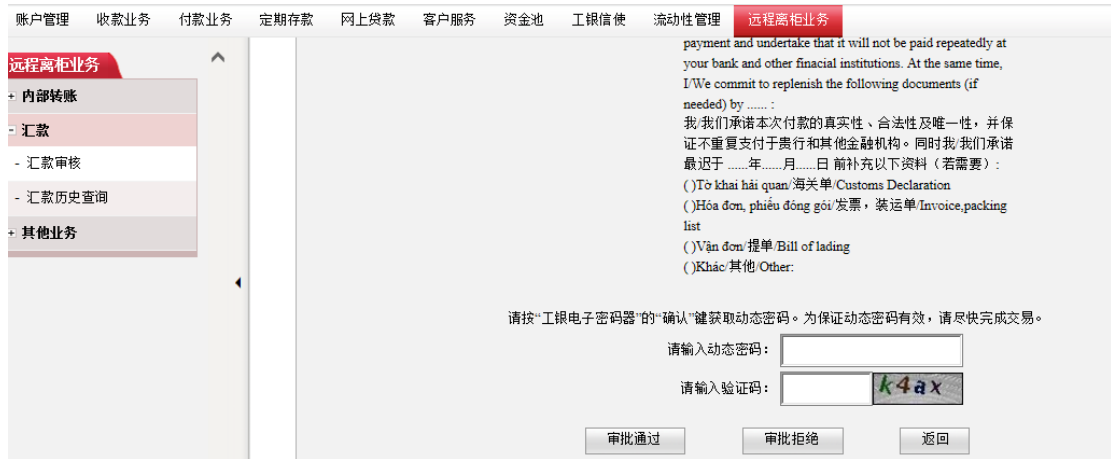 账户管理 收款业务 付款业务 定期存款 网上贷款 客户服务 资金池 工银信使 流动性管理 远程离柜业务
远程离柜业务
+ 内部转账
- 汇款
- 汇款审核
- 汇款历史查询
+ 其他业务
payment and undertake that it will not be paid repeatedly at
your bank and other finacial institutions. At the same time,
I/We commit to replenish the following documents (if
needed) by ...... :
我/我们承诺本次付款的真实性、合法性及唯一性，并保
证不重复支付于贵行和其他金融机构。同时我/我们承诺
最迟于 ......年......月......日 前补充以下资料（若需要）:
( )Tờ khai hải quan/海关单/Customs Declaration
( )Hóa đơn, phiếu đóng gói/发票，装运单/Invoice,packing
list
( )Vận đơn/提单/Bill of lading
( )Khác/其他/Other:
请按“工银电子密码器”的“确认”键获取动态密码。为保证动态密码有效，请尽快完成交易。
请输入动态密码：
请输入验证码： k4ax
审批通过 审批拒绝 返回